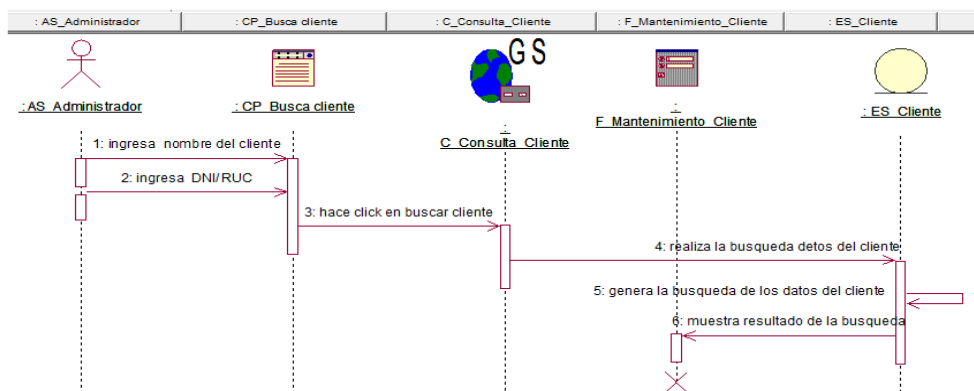 : AS_Administrador
: CP_Busca cliente
: C_Consulta_Cliente
: F_Mantenimiento_Cliente
: ES_Cliente
GS
: AS_Administrador
: CP_Busca cliente
:
C_Consulta_Cliente
:
F_Mantenimiento_Cliente
: ES_Cliente
1: ingresa nombre del cliente
2: ingresa DNI/RUC
3: hace click en buscar cliente
4: realiza la busqueda detos del cliente
5: genera la busqueda de los datos del cliente
6: muestra resultado de la busqueda